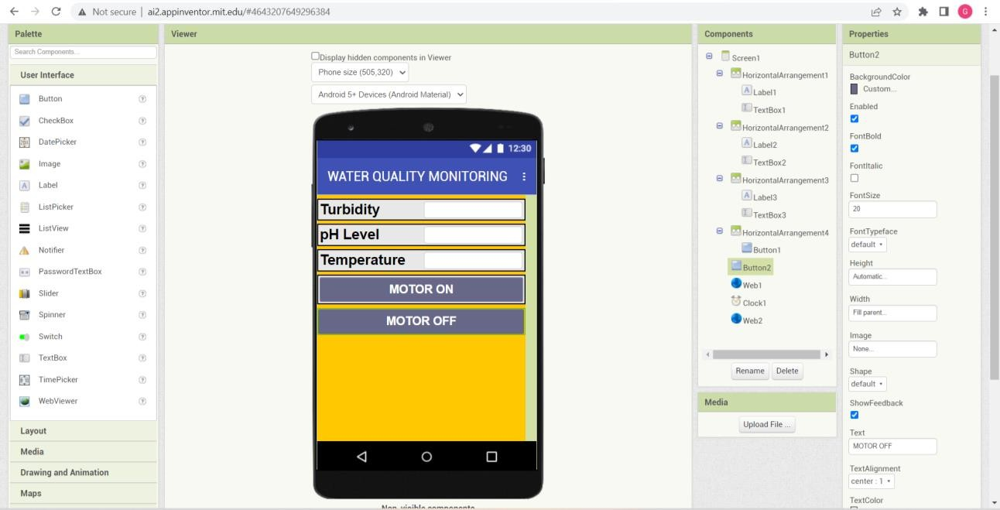 Not secure | ai2.appinventor.mit.edu/#4643207649296384
G
Palette
Search Components...
User Interface
Button
CheckBox
DatePicker
Image
Label
ListPicker
ListView
Notifier
PasswordTextBox
Slider
Spinner
Switch
TextBox
TimePicker
WebViewer
Layout
Media
Drawing and Animation
Maps
Viewer
Display hidden components in Viewer
Phone size (505,320)
Android 5+ Devices (Android Material)
12:30
WATER QUALITY MONITORING
Turbidity
pH Level
Temperature
MOTOR ON
MOTOR OFF
Non-visible components
Components
Screen1
HorizontalArrangement1
Label1
TextBox1
HorizontalArrangement2
Label2
TextBox2
HorizontalArrangement3
Label3
TextBox3
HorizontalArrangement4
Button1
Button2
Web1
Clock1
Web2
Rename Delete
Media
Upload File ...
Properties
Button2
BackgroundColor
Custom...
Enabled
FontBold
FontItalic
FontSize
20
FontTypeface
default
Height
Automatic...
Width
Fill parent...
Image
None...
Shape
default
ShowFeedback
Text
MOTOR OFF
TextAlignment
center : 1
TextColor